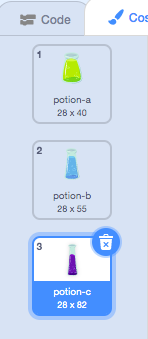 Code
Cos
1
potion-a
28 x 40
2
potion-b
28 x 55
3
potion-c
28 x 82